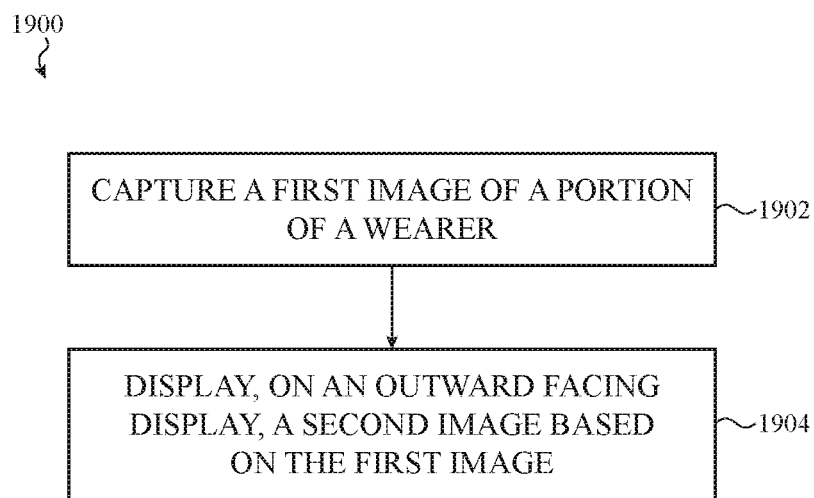 1900
CAPTURE A FIRST IMAGE OF A PORTION
OF A WEARER
1902
DISPLAY, ON AN OUTWARD FACING
DISPLAY, A SECOND IMAGE BASED
ON THE FIRST IMAGE
1904